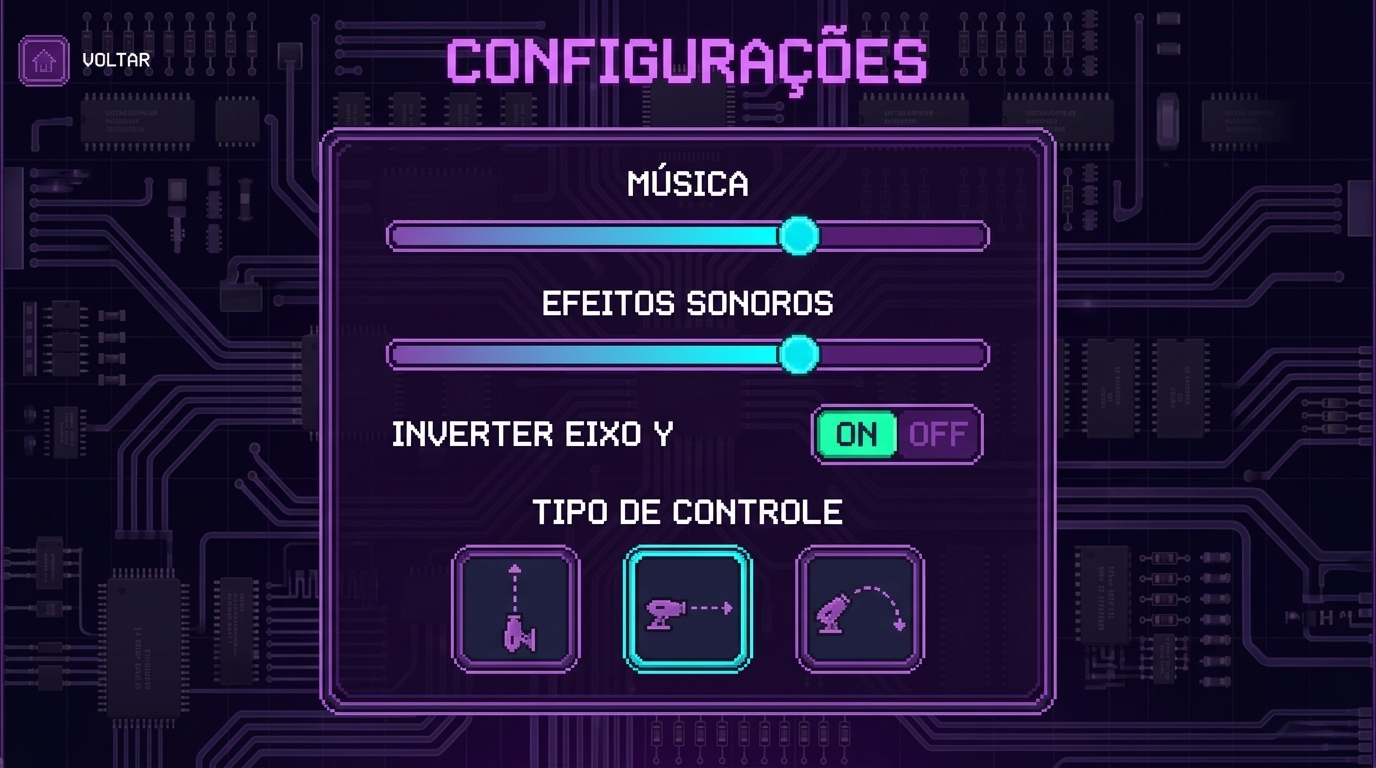 VOLTAR
CONFIGURAÇÕES
MÚSICA
EFEITOS SONOROS
INVERTER EIXO Y
ON OFF
TIPO DE CONTROLE